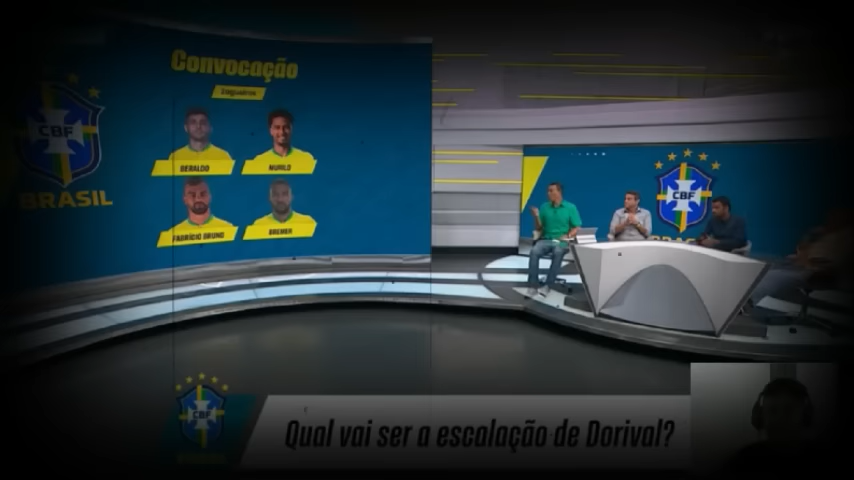 Convocação
Zagueiros
CBF
BRASIL
BERALDO
MURILO
FABRÍCIO BRUNO
BREMER
CBF
CBF
Qual vai ser a escalação de Dorival?